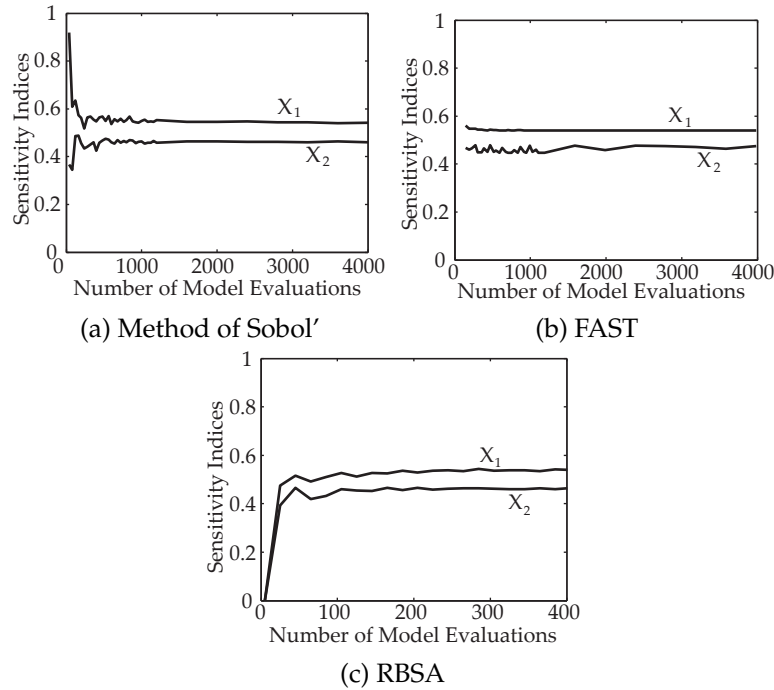 1
0.8
0.6
0.4
0.2
0
Sensitivity Indices
X₁
X₂
0 1000 2000 3000 4000
Number of Model Evaluations
(a) Method of Sobol′
1
0.8
0.6
0.4
0.2
0
Sensitivity Indices
X₁
X₂
0 1000 2000 3000 4000
Number of Model Evaluations
(b) FAST
1
0.8
0.6
0.4
0.2
0
Sensitivity Indices
X₁
X₂
0 100 200 300 400
Number of Model Evaluations
(c) RBSA